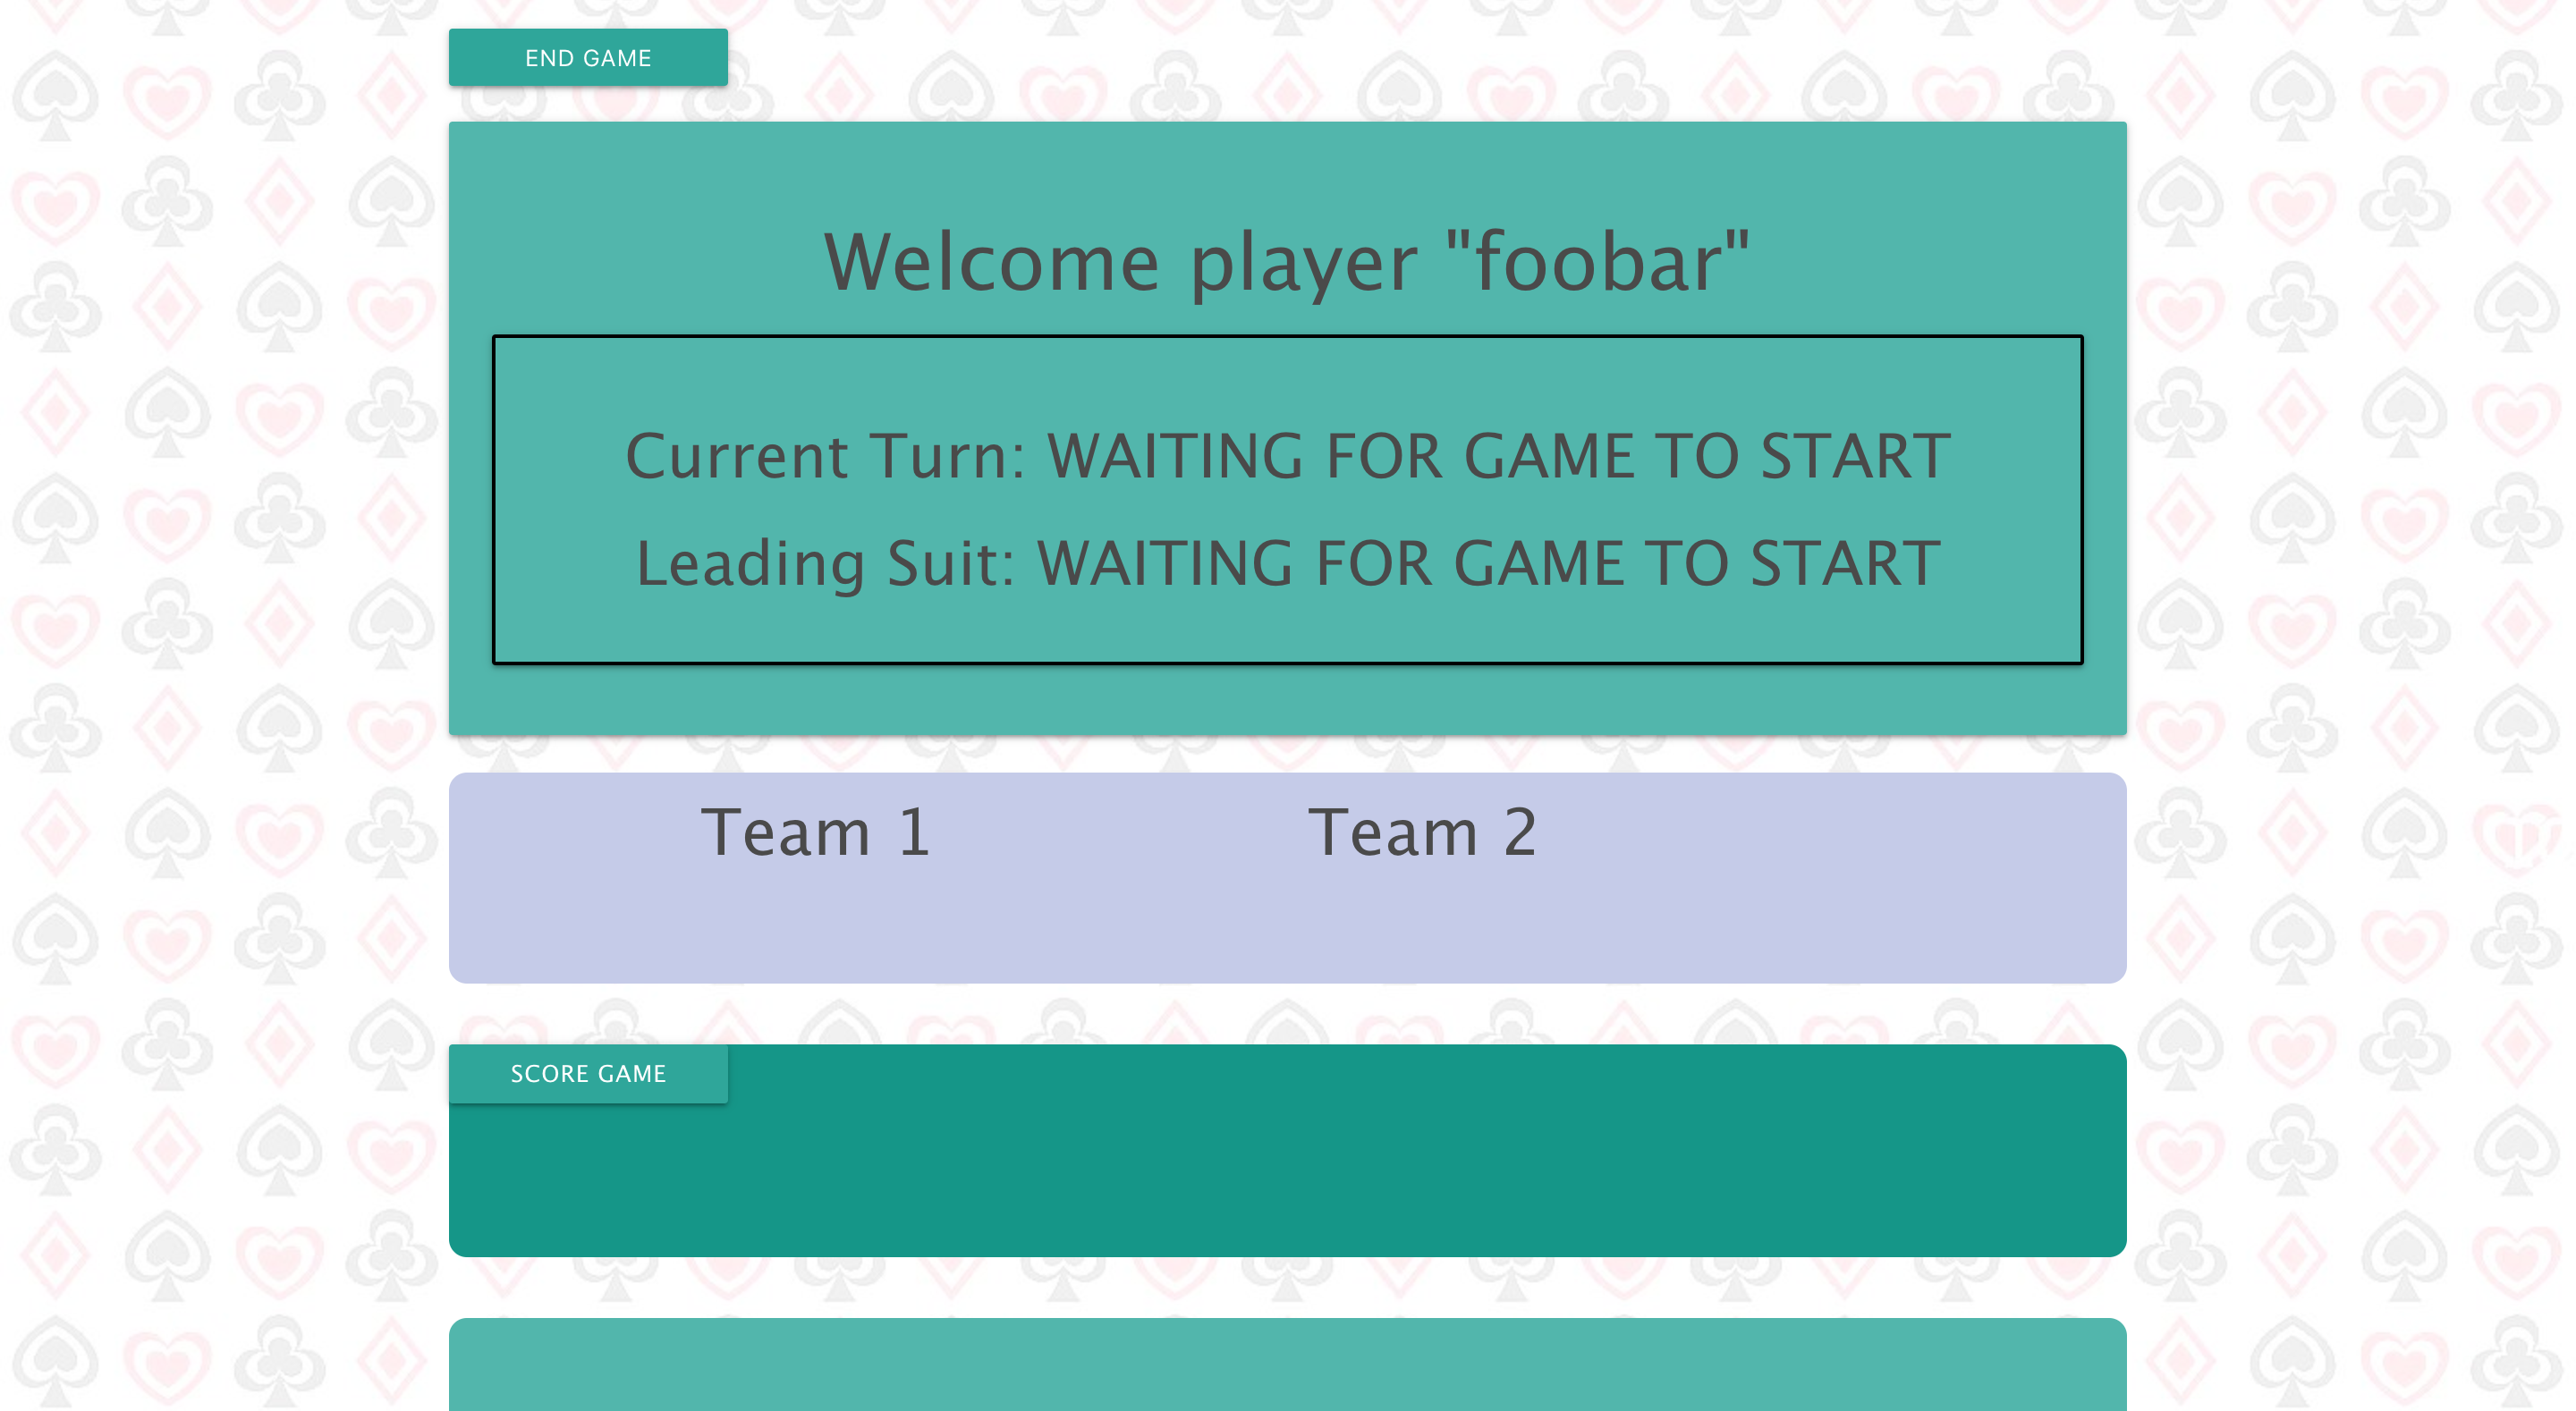 END GAME
Welcome player "foobar"
Current Turn: WAITING FOR GAME TO START
Leading Suit: WAITING FOR GAME TO START
Team 1 Team 2
SCORE GAME